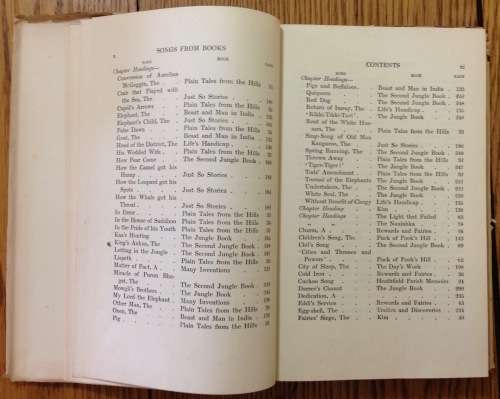 x SONGS FROM BOOKS
SONG BOOK PAGE
Chapter Headings—
Conversion of Aurelian
McGoggin, The . Plain Tales from the Hills
Cub that Played with
the Sea, The . Just So Stories
Cupid's Arrows . Plain Tales from the Hills
Elephant, The . Beast and Man in India
Elephant's Child, The . Just So Stories
False Dawn . Plain Tales from the Hills
Goat, The . Beast and Man in India
Head of the District, The . Life's Handicap
His Wedded Wife . Plain Tales from the Hills
How Fear Came . The Second Jungle Book
How the Camel got his
Hump . Just So Stories
How the Leopard got his
Spots . Just So Stories
How the Whale got his
Throat . Just So Stories
In Error . Plain Tales from the Hills
In the House of Suddhoo . Plain Tales from the Hills
In the Pride of his Youth . Plain Tales from the Hills
Kaa's Hunting . The Jungle Book
King's Ankus, The . The Second Jungle Book
Letting in the Jungle . The Second Jungle Book
Lispeth . Plain Tales from the Hills
Matter of Fact, A . Many Inventions
Miracle of Purun Bha-
gat, The . The Second Jungle Book
Mowgli's Brothers . The Jungle Book
My Lord the Elephant . Many Inventions
Other Man, The . Plain Tales from the Hills
Oxen, The . Beast and Man in India
Pig . Plain Tales from the Hills
CONTENTS xi
SONG BOOK PAGE
Chapter Headings—
Pigs and Buffaloes . Beast and Man in India
Quiquern . The Second Jungle Book
Red Dog . The Second Jungle Book
Return of Imray, The . Life's Handicap
'Rikki-Tikki-Tavi' . The Jungle Book
Road of the White Hus-
sars, The . Plain Tales from the Hills
Sing-Song of Old Man
Kangaroo, The . Just So Stories
Spring Running, The . The Second Jungle Book
Thrown Away . Plain Tales from the Hills
'Tiger-Tiger!' . The Jungle Book
Tods' Amendment . Plain Tales from the Hills
Toomai of the Elephants . The Jungle Book
Undertakers, The . The Second Jungle Book
White Seal, The . The Jungle Book
Without Benefit of Clergy . Life's Handicap
Chapter Headings . Kim
Chapter Headings . The Light that Failed
The Naulahka
Charm, A . Rewards and Fairies
Children's Song, The . Puck of Pook's Hill
Chil's Song . The Second Jungle Book
'Cities and Thrones and
Powers' . Puck of Pook's Hill
City of Sleep, The . The Day's Work
Cold Iron . Rewards and Fairies
Cuckoo Song . Heathfield Parish Memoirs
Darzee's Chaunt . The Jungle Book
Dedication, A
Eddi's Service . Rewards and Fairies
Egg-shell, The . Traffics and Discoveries
Fairies' Siege, The . Kim